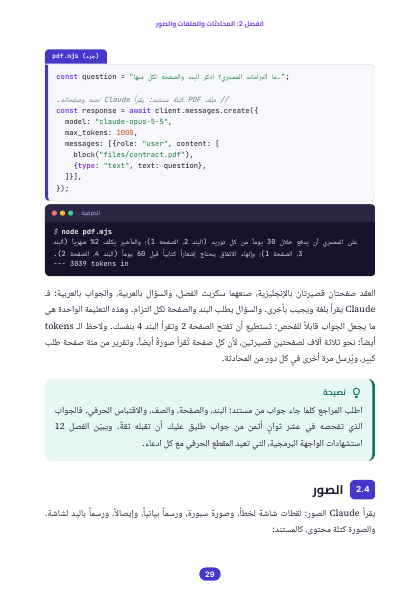 الفصل 2: المحادثات والملفات والصور
pdf.mjs (جزء)
const question = "ما التزامات المشتري؟ اذكر البند والصفحة لكل منها.";
// ملف PDF كتلة مستند: يقرأ Claude نصه وصفحاته.
const response = await client.messages.create({
model: "claude-opus-5-5",
max_tokens: 1000,
messages: [{role: "user", content: [
block("files/contract.pdf"),
{type: "text", text: question},
]}],
});
الطرفية
$ node pdf.mjs
على المشتري أن يدفع خلال 30 يوماً من كل توريد (البند 2، الصفحة 1)؛ والتأخير يكلف 2% شهرياً (البند
3، الصفحة 1)؛ وإنهاء الاتفاق يحتاج إشعاراً كتابياً قبل 60 يوماً (البند 4، الصفحة 2).
--- 3039 tokens in
العقد صفحتان قصيرتان بالإنجليزية، صنعهما سكربت الفصل، والسؤال بالعربية، والجواب بالعربية: فـ
Claude يقرأ بلغة ويجيب بأخرى. والسؤال يطلب البند والصفحة لكل التزام. وهذه التعليمة الواحدة هي
ما يجعل الجواب قابلاً للفحص: تستطيع أن تفتح الصفحة 2 وتقرأ البند 4 بنفسك. ولاحظ الـ tokens
أيضاً: نحو ثلاثة آلاف لصفحتين قصيرتين، لأن كل صفحة تُقرأ صورةً أيضاً. وتقرير من مئة صفحة طلب
كبير، ويُرسل مرة أخرى في كل دور من المحادثة.
نصيحة
اطلب المراجع كلما جاء جواب من مستند: البند، والصفحة، والصف، والاقتباس الحرفي. فالجواب
الذي تفحصه في عشر ثوانٍ أثمن من جواب طليق عليك أن تقبله ثقةً. ويبيّن الفصل 12
استشهادات الواجهة البرمجية، التي تعيد المقطع الحرفي مع كل ادعاء.
2.4 الصور
يقرأ Claude الصور: لقطات شاشة لخطأ، وصورة سبورة، ورسماً بيانياً، وإيصالاً، ورسماً باليد لشاشة.
والصورة كتلة محتوى، كالمستند:
29